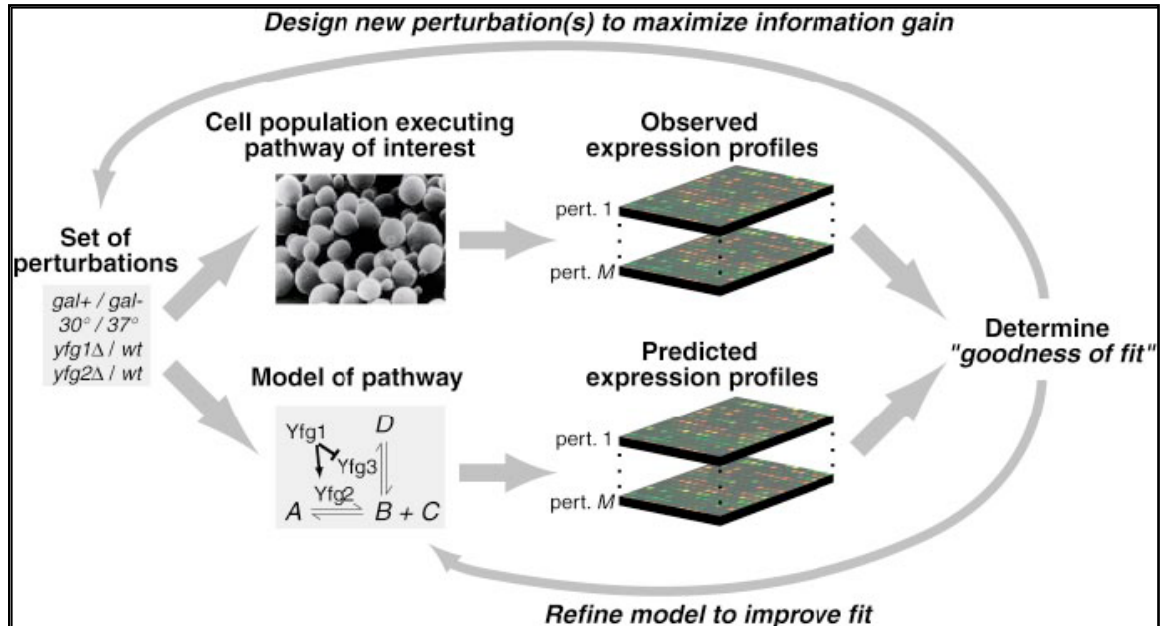 Design new perturbation(s) to maximize information gain
Cell population executing
pathway of interest
Observed
expression profiles
pert. 1
pert. M
Set of
perturbations
gal+ / gal-
30° / 37°
yfg1Δ / wt
yfg2Δ / wt
Determine
"goodness of fit"
Model of pathway
Yfg1
D
Yfg3
Yfg2
A
B + C
Predicted
expression profiles
pert. 1
pert. M
Refine model to improve fit